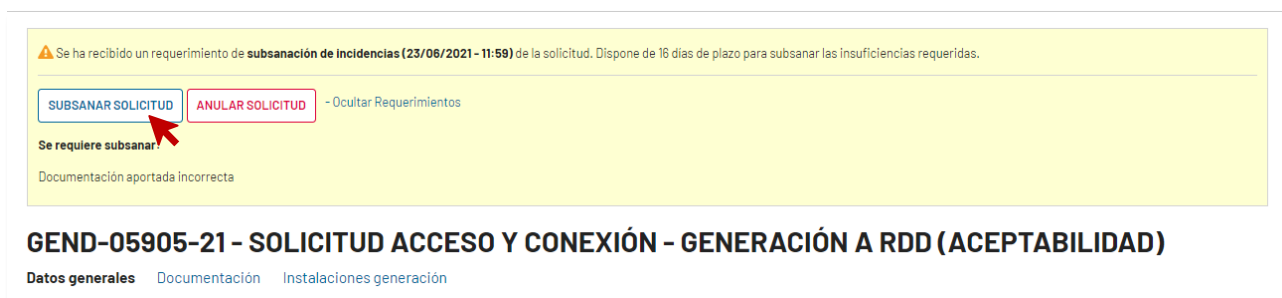 Se ha recibido un requerimiento de subsanación de incidencias (23/06/2021 - 11:59) de la solicitud. Dispone de 16 días de plazo para subsanar las insuficiencias requeridas.
SUBSANAR SOLICITUD ANULAR SOLICITUD - Ocultar Requerimientos
Se requiere subsanar:
Documentación aportada incorrecta
GEND-05905-21 - SOLICITUD ACCESO Y CONEXIÓN - GENERACIÓN A RDD (ACEPTABILIDAD)
Datos generales Documentación Instalaciones generación